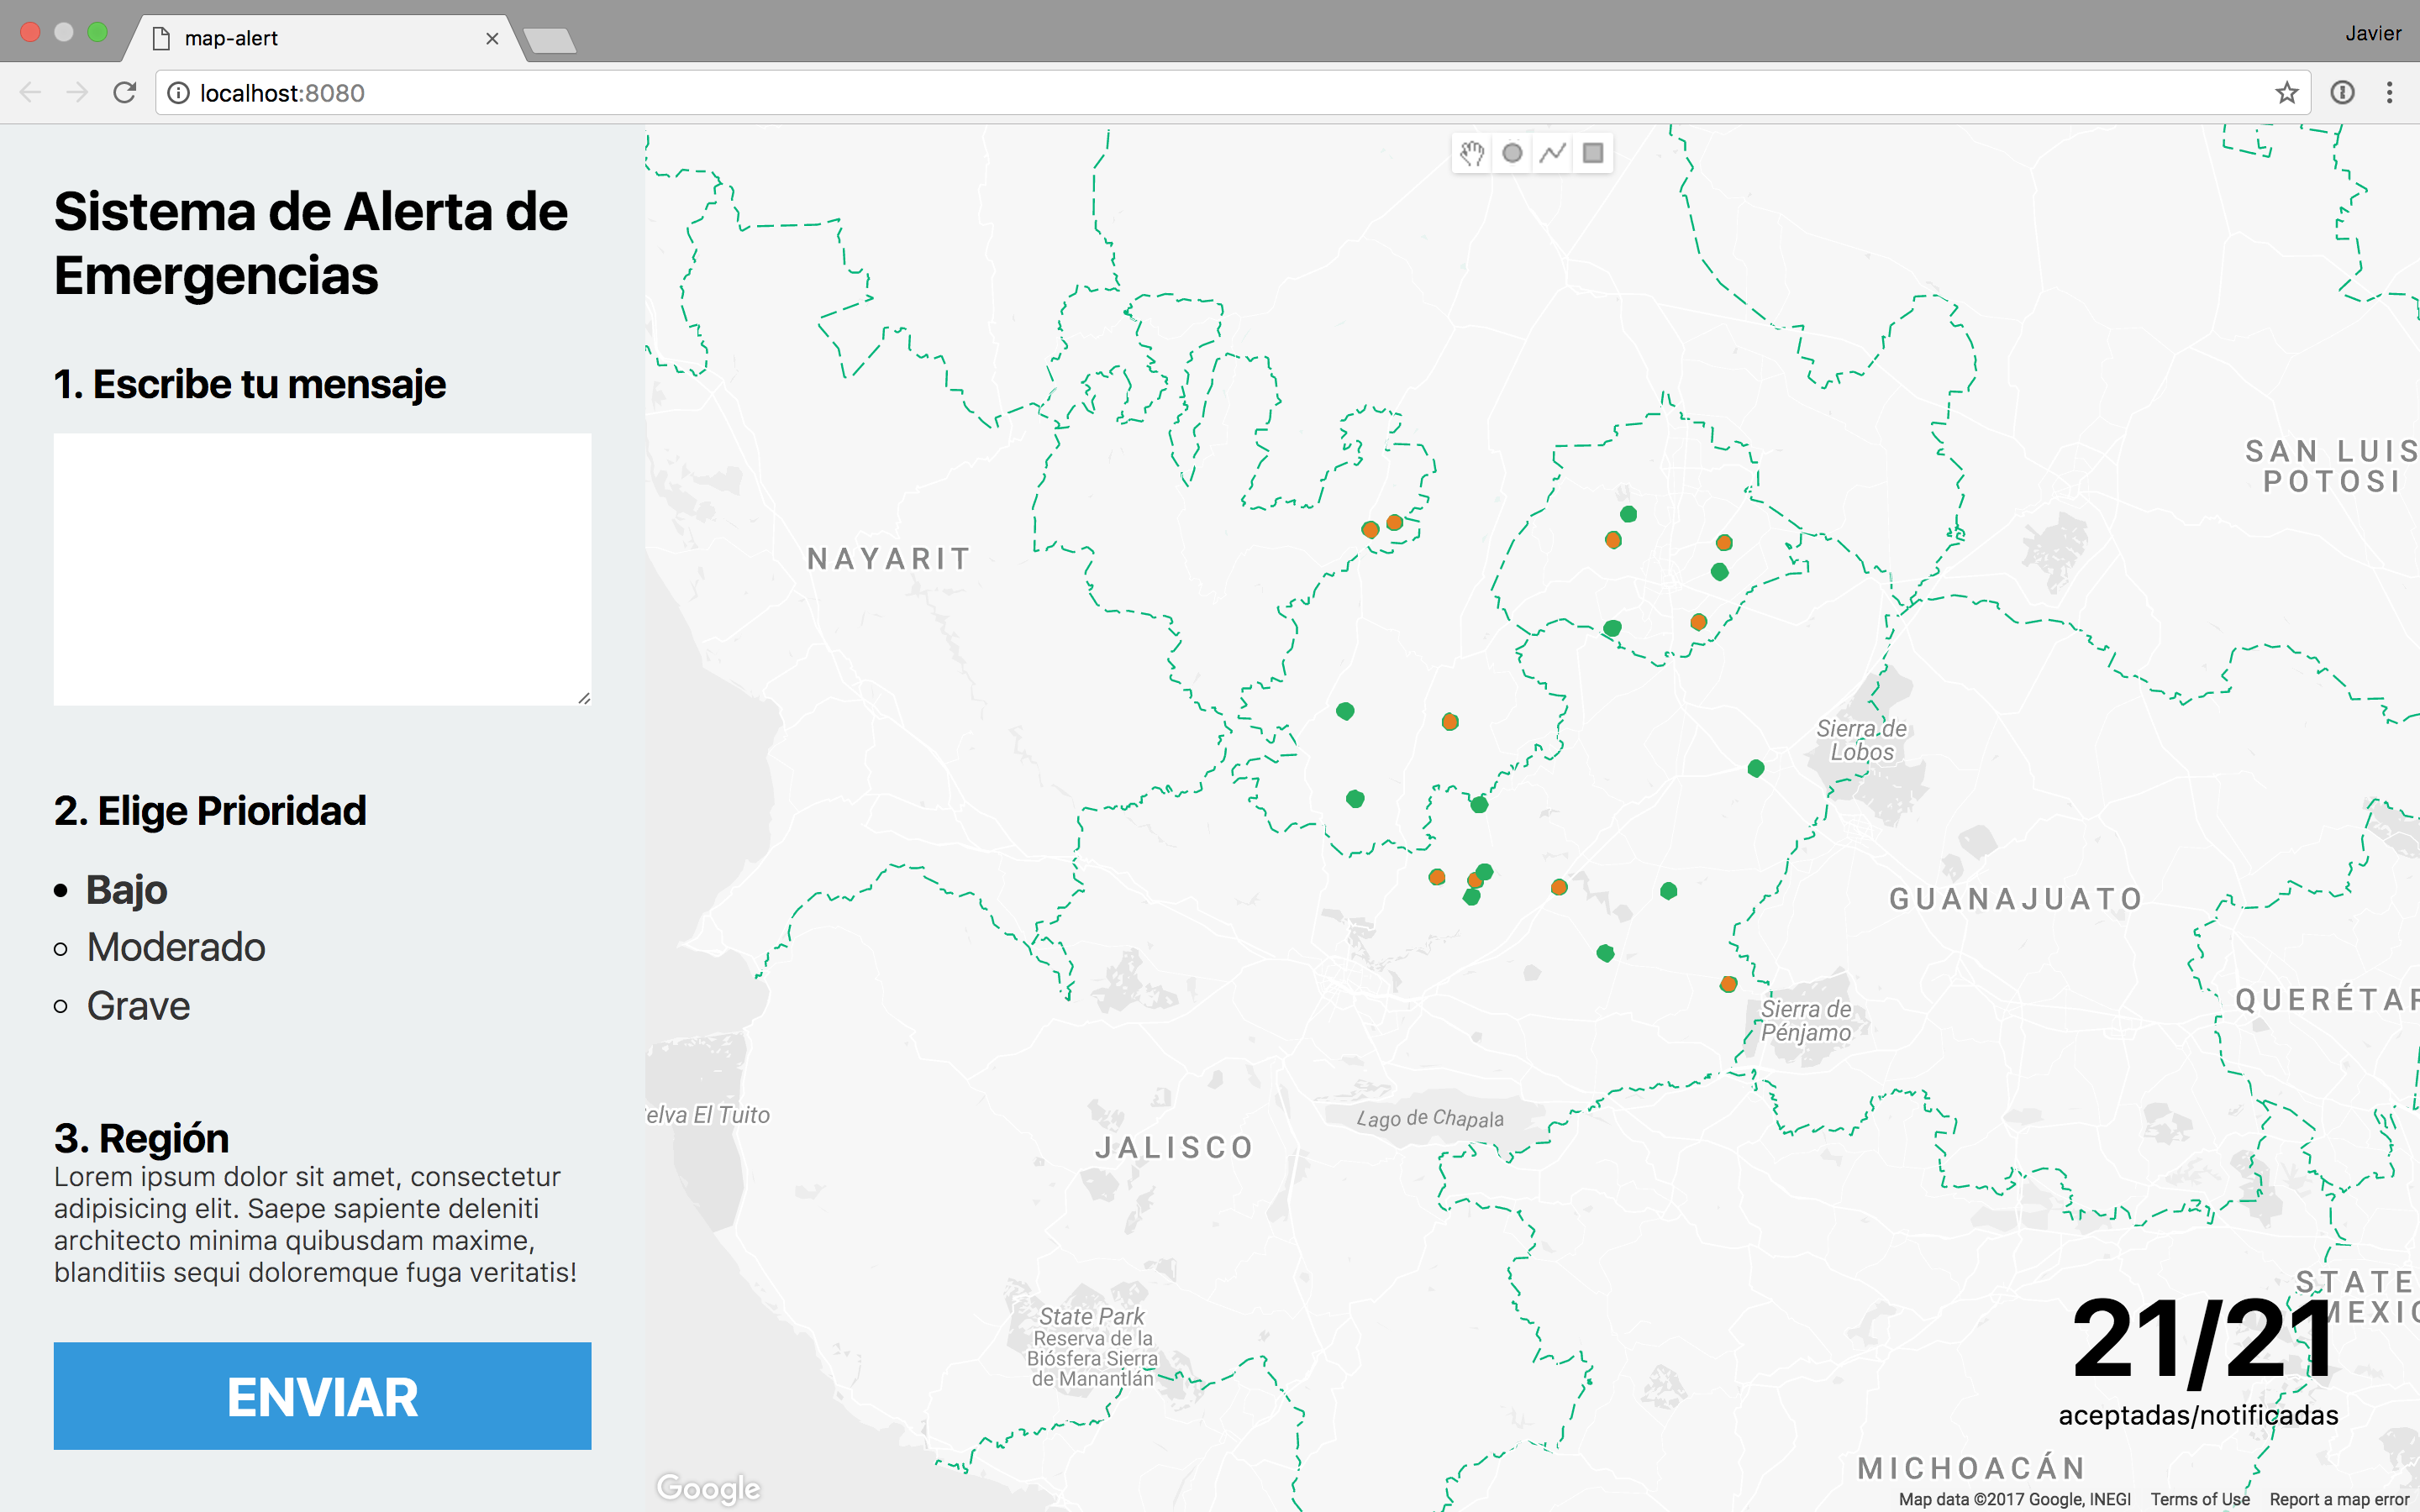 map-alert
Javier
localhost:8080
Sistema de Alerta de
Emergencias
1. Escribe tu mensaje
2. Elige Prioridad
Bajo
Moderado
Grave
3. Región
Lorem ipsum dolor sit amet, consectetur
adipisicing elit. Saepe sapiente deleniti
architecto minima quibusdam maxime,
blanditiis sequi doloremque fuga veritatis!
ENVIAR
SAN LUIS
POTOSI
NAYARIT
Sierra de
Lobos
GUANAJUATO
QUERÉTAR
Sierra de
Pénjamo
elva El Tuito
Lago de Chapala
JALISCO
STATE
MEXIC
State Park
Reserva de la
Biósfera Sierra
de Manantlán
21/21
aceptadas/notificadas
MICHOACÁN
Google
Map data ©2017 Google, INEGI
Terms of Use
Report a map error